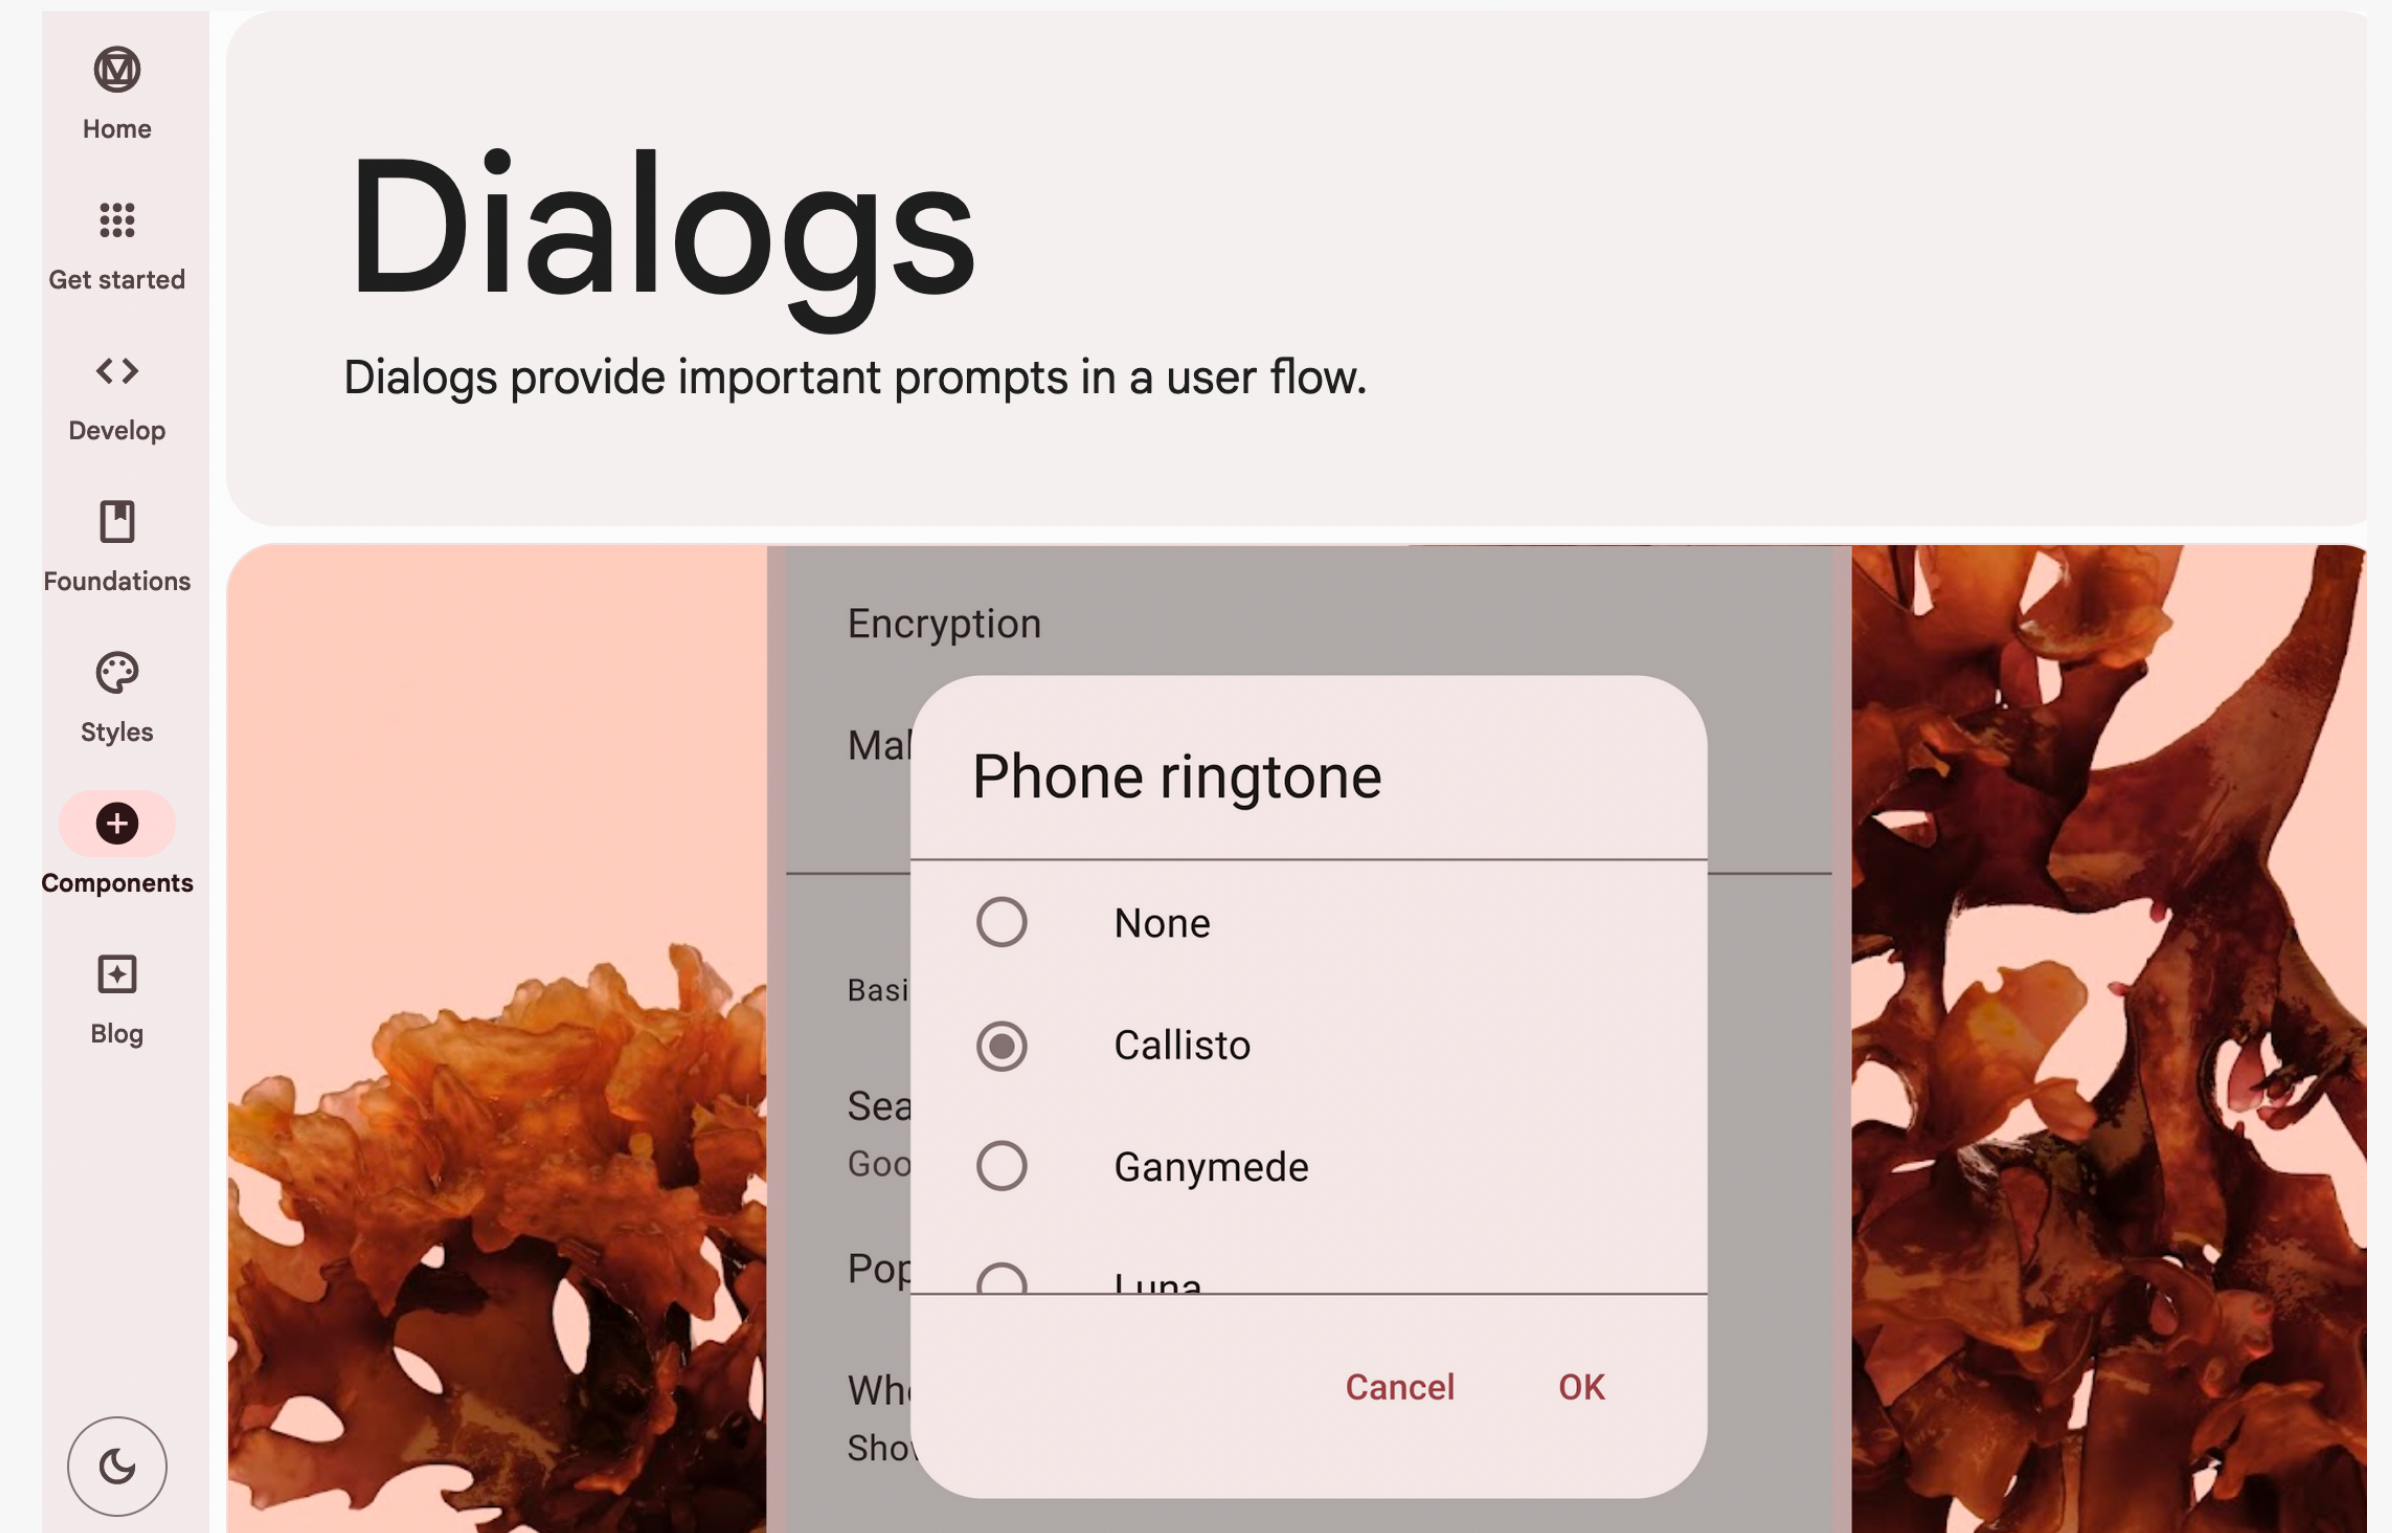 Home
Get started
Develop
Foundations
Styles
Components
Blog
Dialogs
Dialogs provide important prompts in a user flow.
Encryption
Phone ringtone
None
Callisto
Ganymede
Luna
Cancel
OK